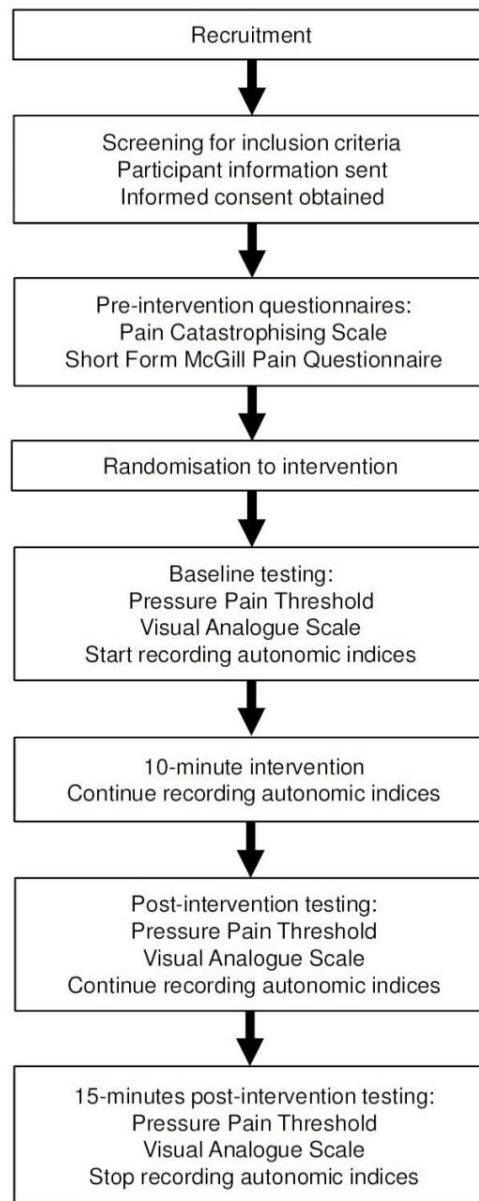 Recruitment
Screening for inclusion criteria
Participant information sent
Informed consent obtained
Pre-intervention questionnaires:
Pain Catastrophising Scale
Short Form McGill Pain Questionnaire
Randomisation to intervention
Baseline testing:
Pressure Pain Threshold
Visual Analogue Scale
Start recording autonomic indices
10-minute intervention
Continue recording autonomic indices
Post-intervention testing:
Pressure Pain Threshold
Visual Analogue Scale
Continue recording autonomic indices
15-minutes post-intervention testing:
Pressure Pain Threshold
Visual Analogue Scale
Stop recording autonomic indices